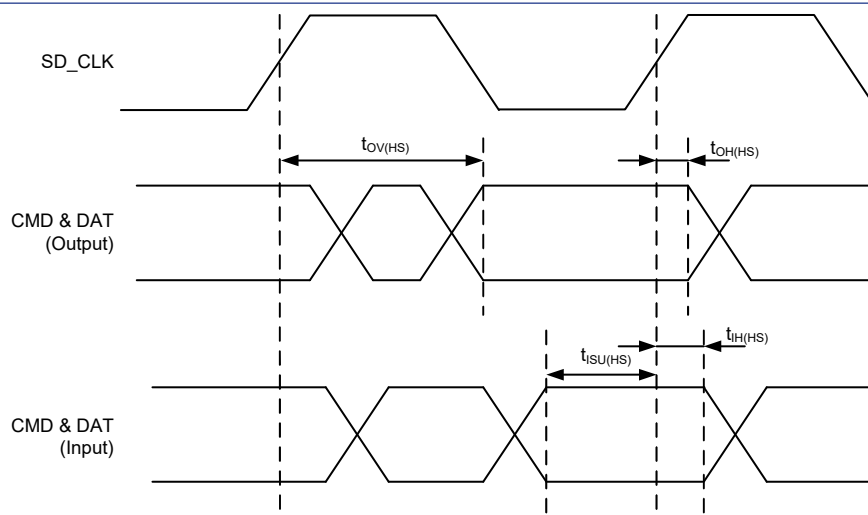 SD_CLK
tOV(HS)
tOH(HS)
CMD & DAT
(Output)
tIH(HS)
tISU(HS)
CMD & DAT
(Input)